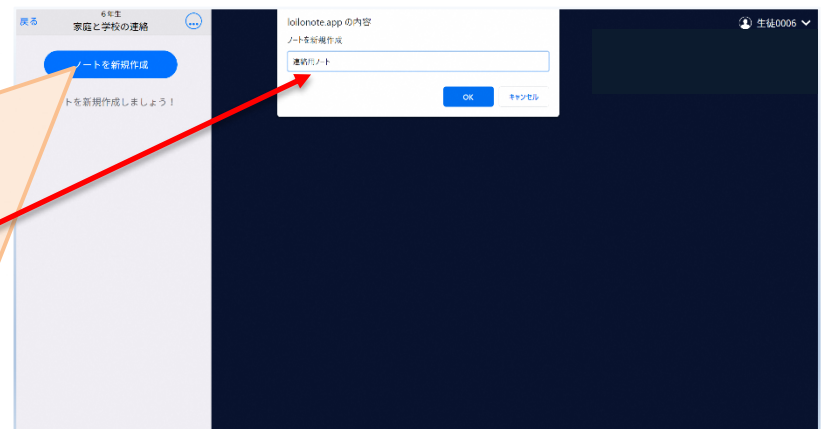 戻る
6年生
家庭と学校の連絡
ノートを新規作成
トを新規作成しましょう！
loilonote.app の内容
ノートを新規作成
連絡用ノート
OK
キャンセル
生徒0006